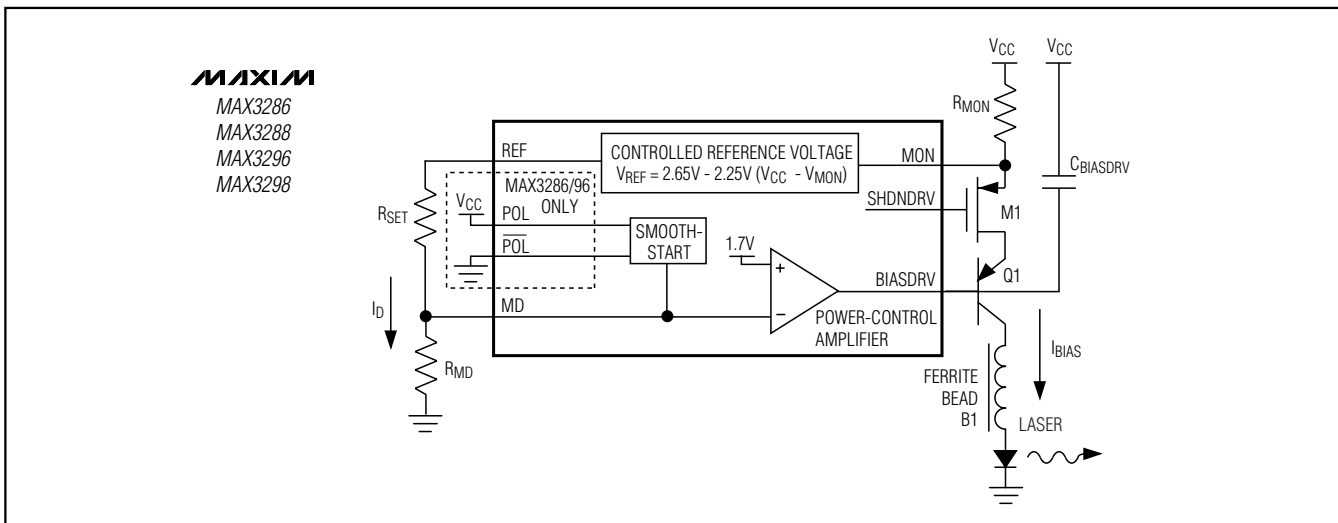 MAXIM
MAX3286
MAX3288
MAX3296
MAX3298
VCC
VCC
RMON
REF
CONTROLLED REFERENCE VOLTAGE
VREF = 2.65V - 2.25V (VCC - VMON)
MON
CBIASDRV
MAX3286/96
ONLY
SHDNDRV
M1
RSET
VCC
POL
POL
SMOOTH-
START
1.7V
+
−
BIASDRV
Q1
ID
MD
POWER-CONTROL
AMPLIFIER
IBIAS
RMD
FERRITE
BEAD
B1
LASER